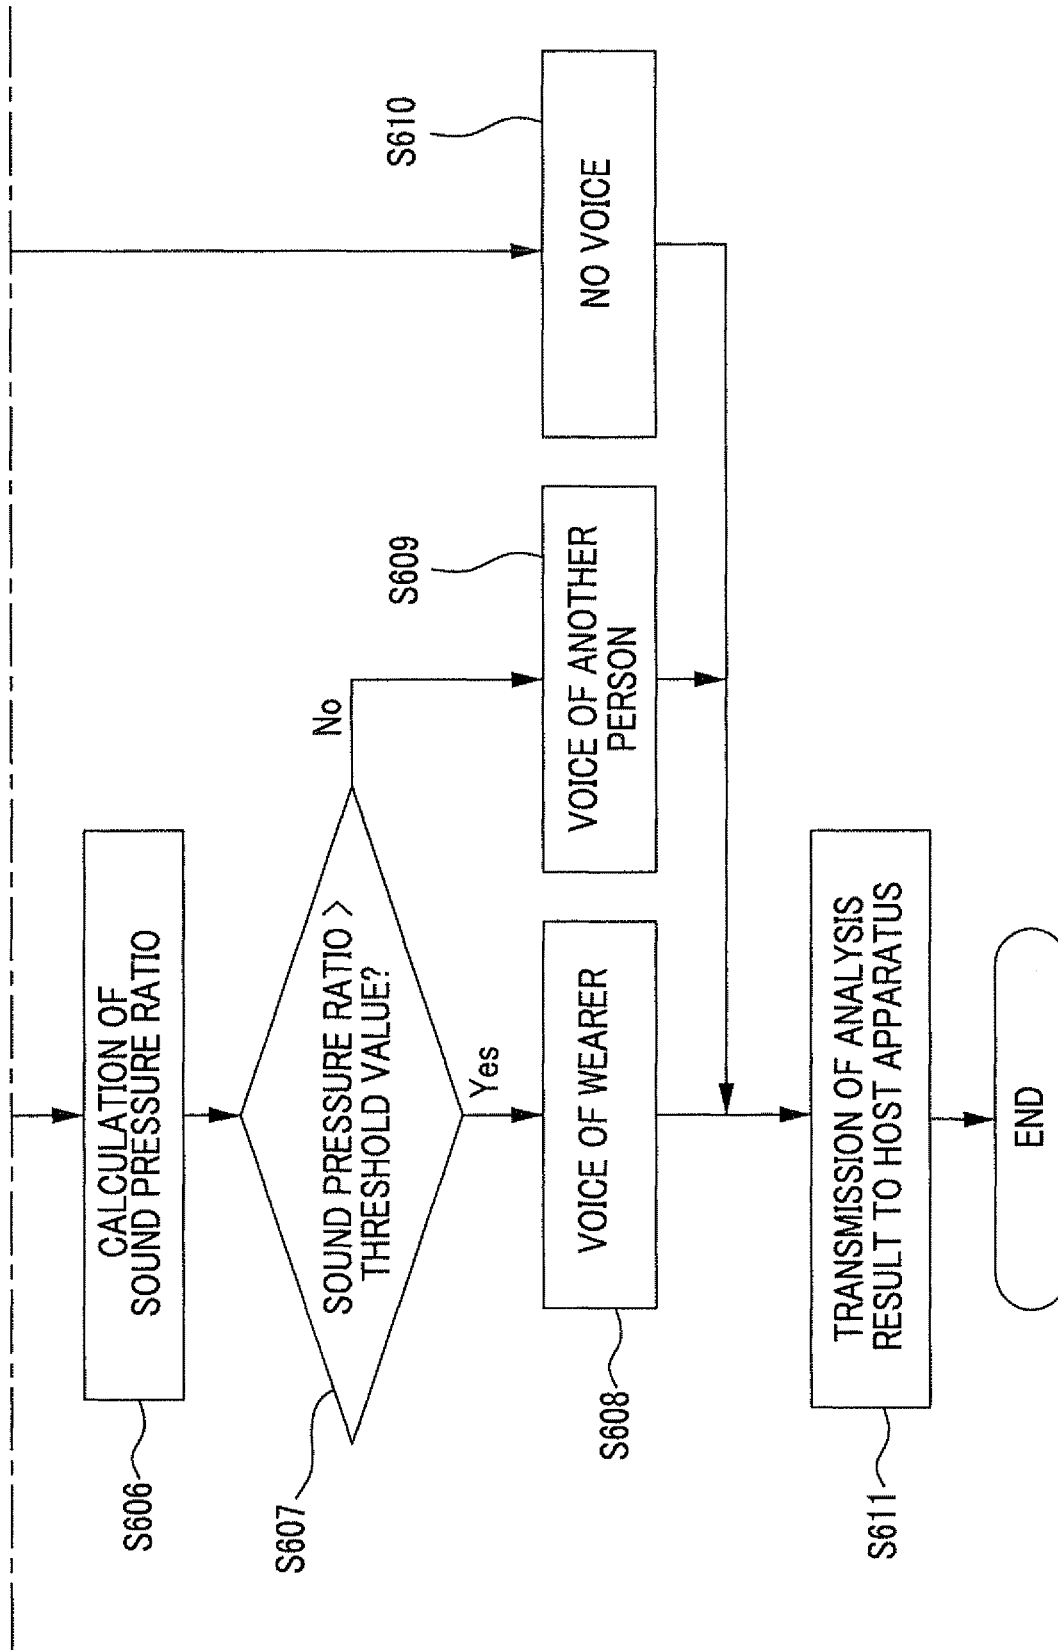 S606
CALCULATION OF
SOUND PRESSURE RATIO
S607
SOUND PRESSURE RATIO >
THRESHOLD VALUE?
No
Yes
S608
VOICE OF WEARER
S609
VOICE OF ANOTHER
PERSON
S610
NO VOICE
S611
TRANSMISSION OF ANALYSIS
RESULT TO HOST APPARATUS
END